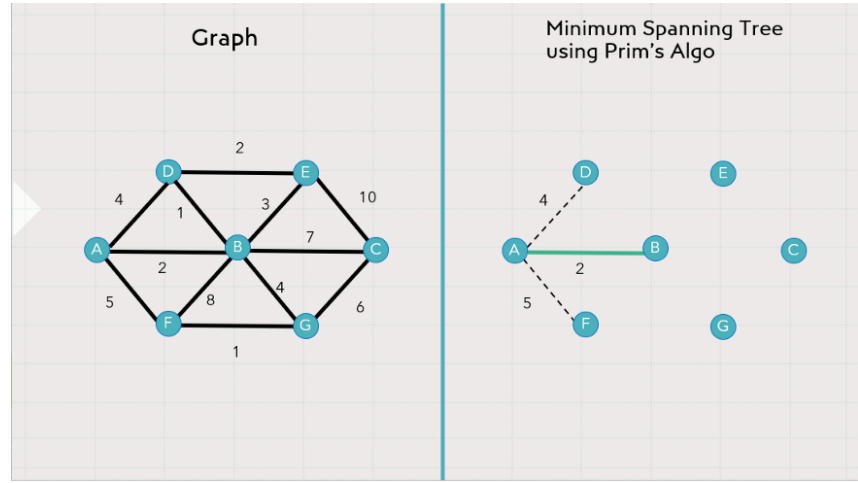 Graph
Minimum Spanning Tree
using Prim's Algo
2
D
E
4
1
3
10
A
B
7
C
2
5
8
4
6
F
G
1
D
E
4
A
B
C
2
5
F
G